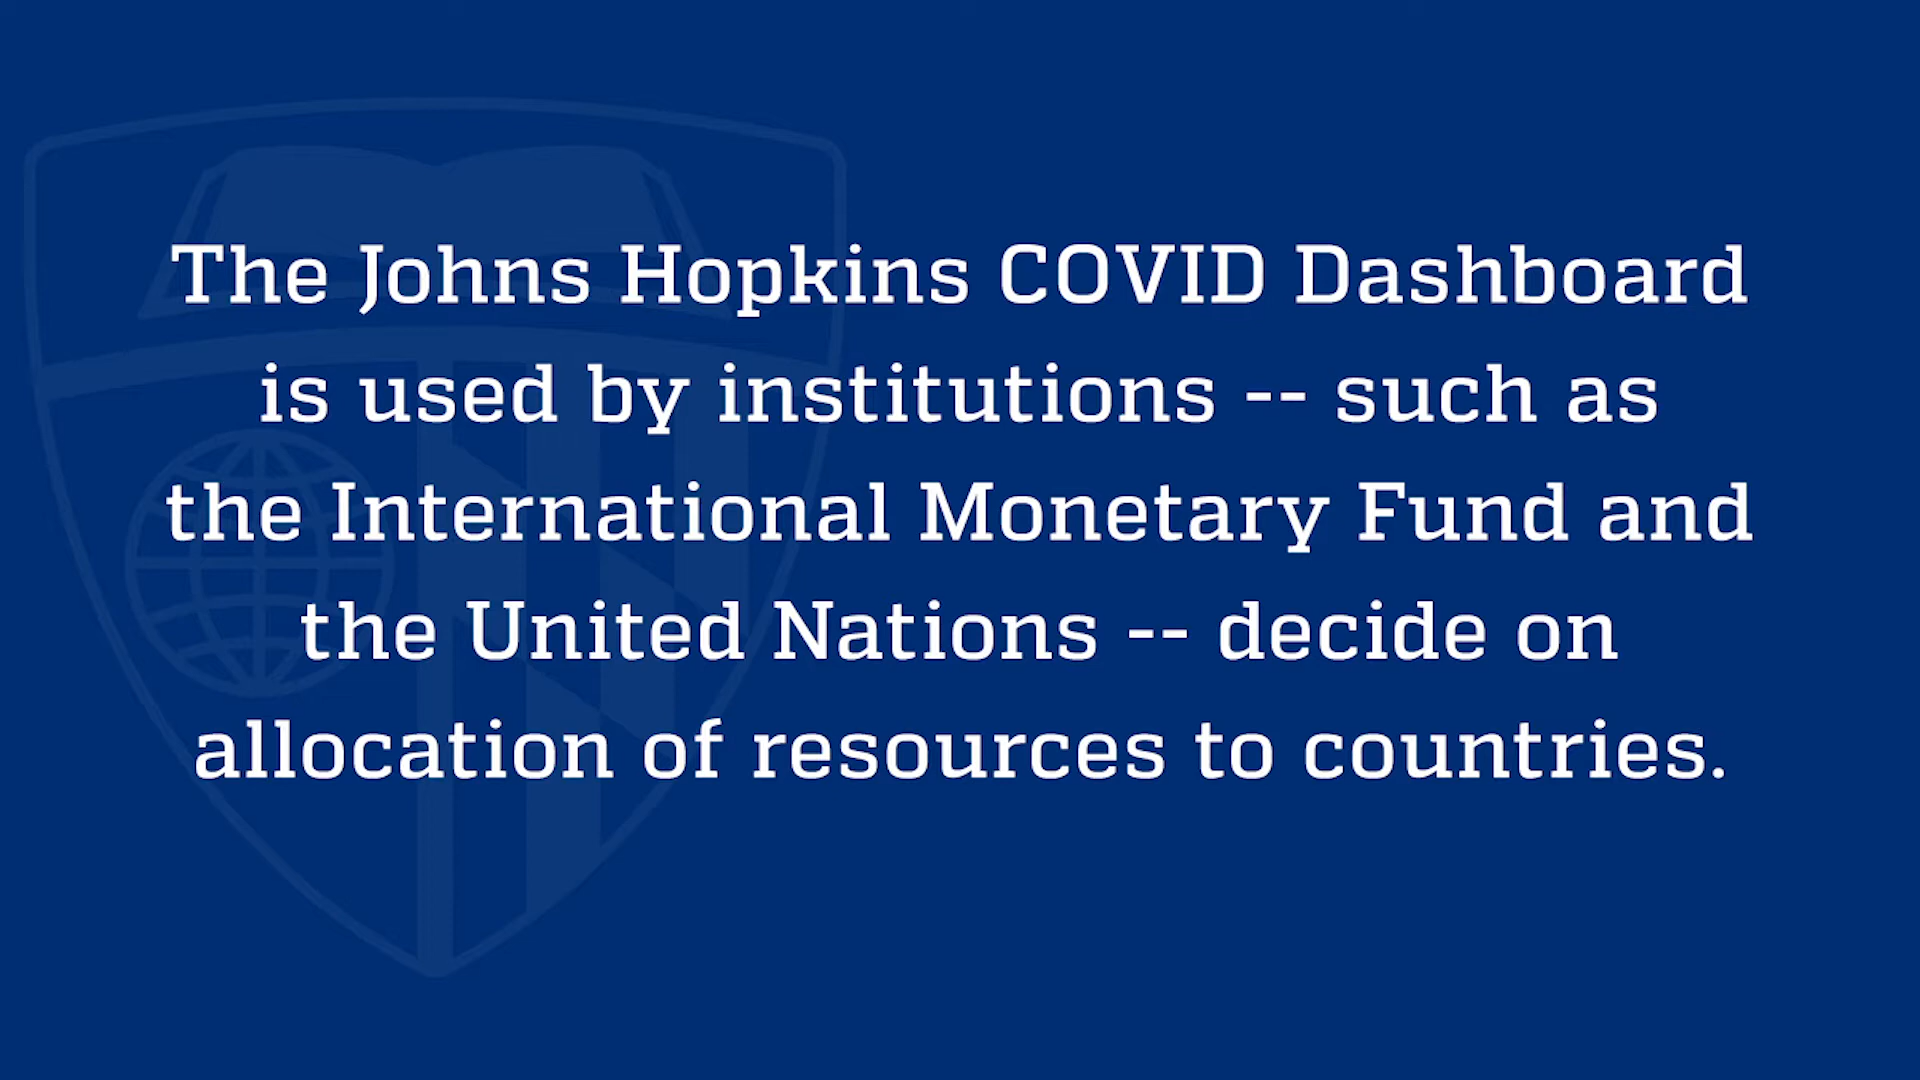 The Johns Hopkins COVID Dashboard
is used by institutions -- such as
the International Monetary Fund and
the United Nations -- decide on
allocation of resources to countries.